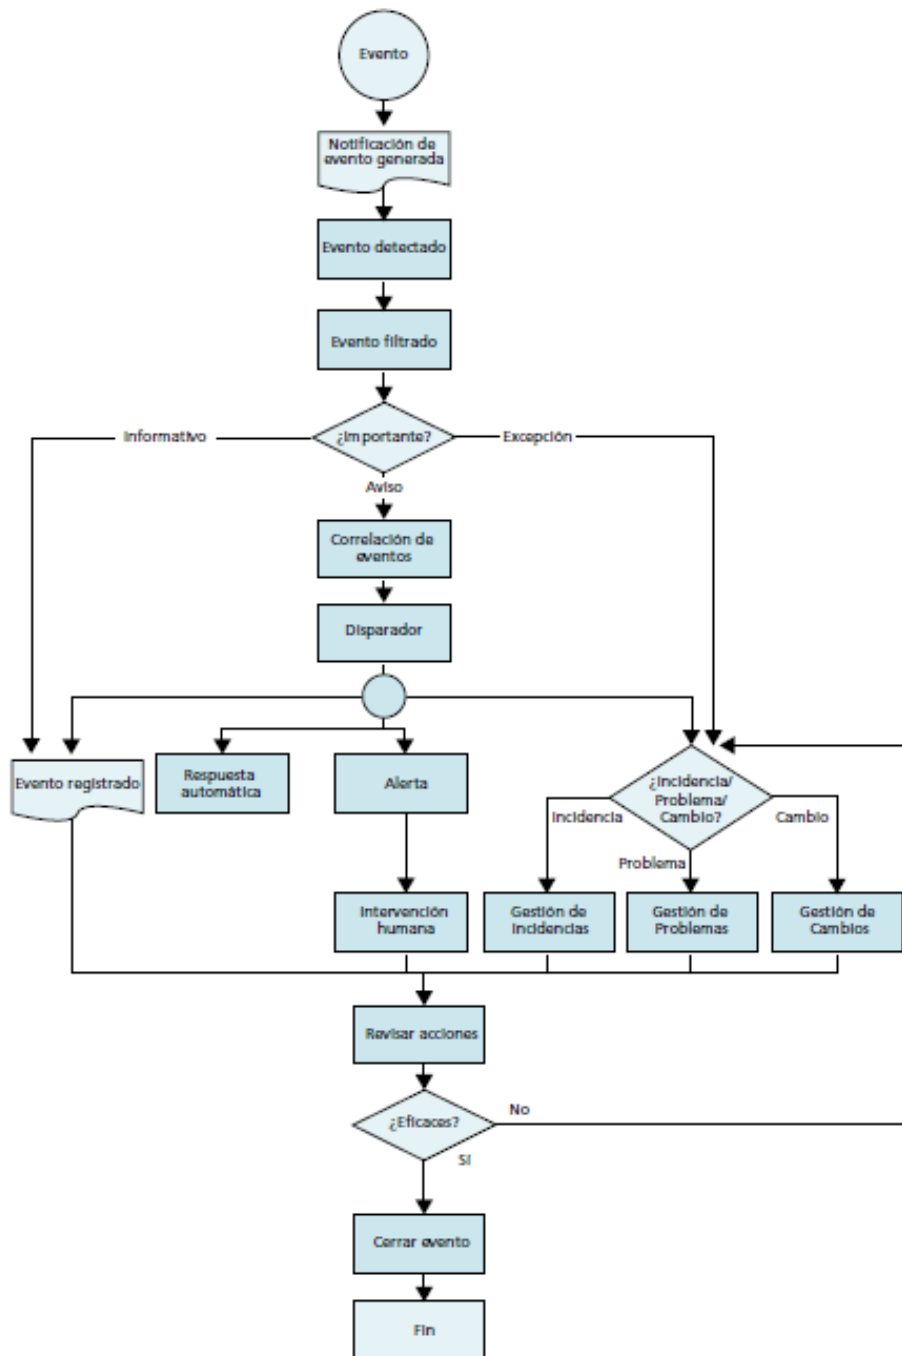 Evento
Notificación de
evento generada
Evento detectado
Evento filtrado
¿Importante?
Informativo
Excepción
Aviso
Correlación de
eventos
Disparador
Evento registrado
Respuesta
automática
Alerta
¿Incidencia/
Problema/
Cambio?
Incidencia
Cambio
Problema
Intervención
humana
Gestión de
Incidencias
Gestión de
Problemas
Gestión de
Cambios
Revisar acciones
¿Eficaces?
No
Si
Cerrar evento
Fin